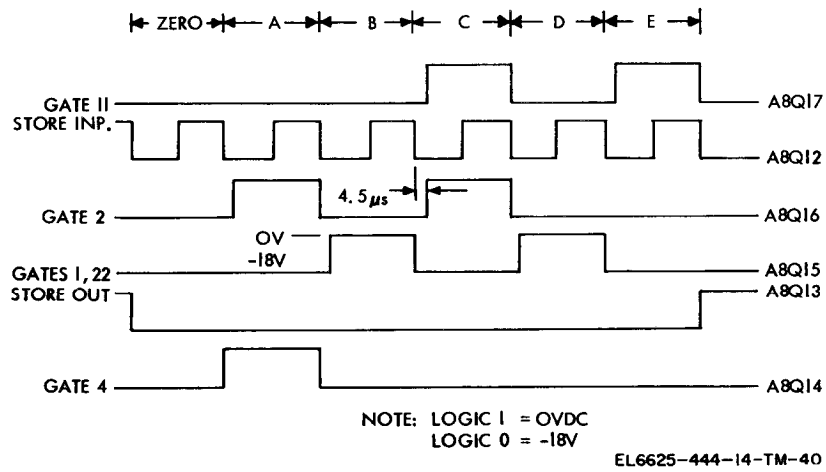 ZERO A B C D E
GATE 11 A8Q17
STORE INP. A8Q12
4.5 μs
GATE 2 A8Q16
0V
-18V
GATES 1, 22 A8Q15
STORE OUT A8Q13
GATE 4 A8Q14
NOTE: LOGIC 1 = 0VDC
LOGIC 0 = -18V
EL6625-444-14-TM-40